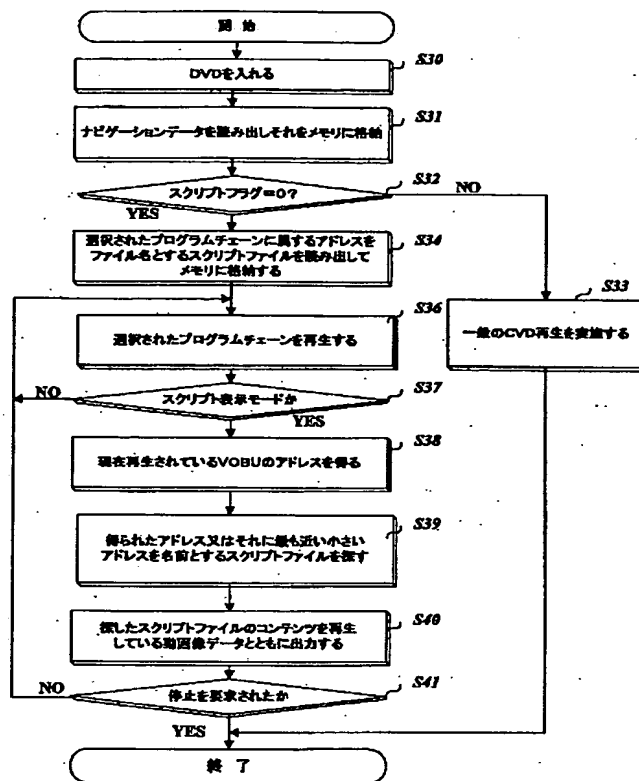 開始
DVDを入れる
S30
ナビゲーションデータを読み出しそれをメモリに格納
S31
スクリプトフラグ=0?
S32
NO
YES
選択されたプログラムチェーンに属するアドレスを
ファイル名とするスクリプトファイルを読み出して
メモリに格納する
S34
S33
一般のCVD再生を実施する
選択されたプログラムチェーンを再生する
S36
NO
スクリプト表示モードか
S37
YES
現在再生されているVOBUのアドレスを得る
S38
得られたアドレス又はそれに最も近い小さい
アドレスを名前とするスクリプトファイルを探す
S39
探したスクリプトファイルのコンテンツを再生
している動画像データとともに出力する
S40
NO
停止を要求されたか
S41
YES
終了